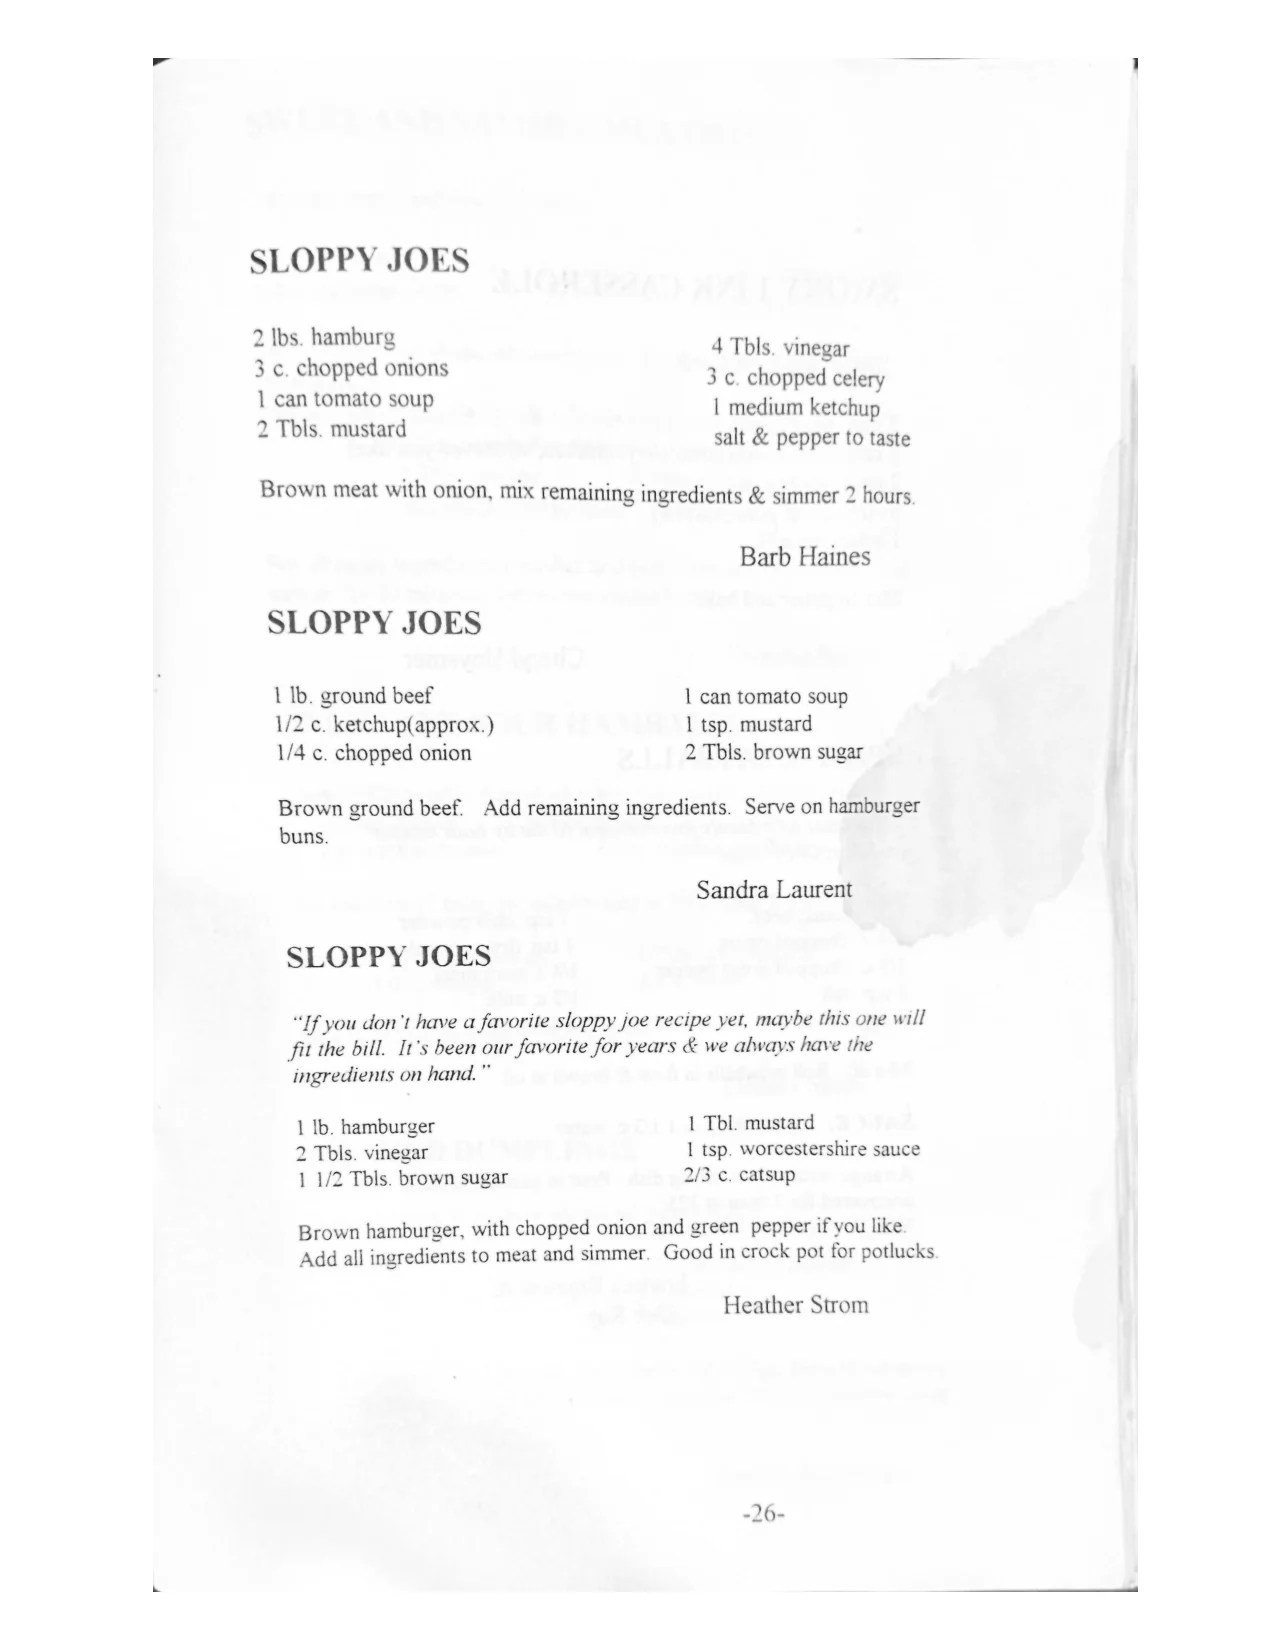 SLOPPY JOES
2 lbs. hamburg
3 c. chopped onions
1 can tomato soup
2 Tbls. mustard
4 Tbls. vinegar
3 c. chopped celery
1 medium ketchup
salt & pepper to taste
Brown meat with onion, mix remaining ingredients & simmer 2 hours.
Barb Haines
SLOPPY JOES
1 lb. ground beef
1/2 c. ketchup(approx.)
1/4 c. chopped onion
1 can tomato soup
1 tsp. mustard
2 Tbls. brown sugar
Brown ground beef. Add remaining ingredients. Serve on hamburger
buns.
Sandra Laurent
SLOPPY JOES
"If you don't have a favorite sloppy joe recipe yet, maybe this one will
fit the bill. It's been our favorite for years & we always have the
ingredients on hand."
1 lb. hamburger
2 Tbls. vinegar
1 1/2 Tbls. brown sugar
1 Tbl. mustard
1 tsp. worcestershire sauce
2/3 c. catsup
Brown hamburger, with chopped onion and green pepper if you like.
Add all ingredients to meat and simmer. Good in crock pot for potlucks.
Heather Strom
-26-